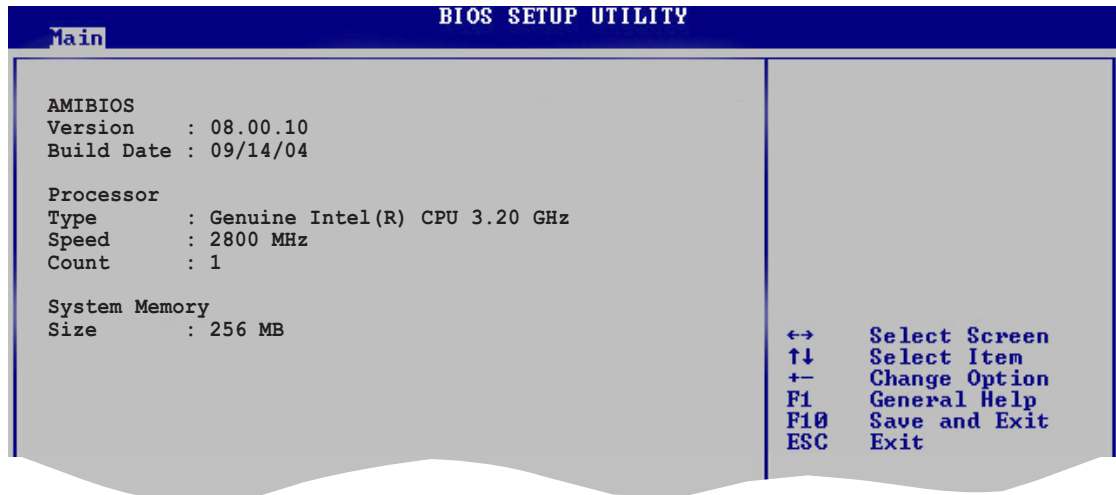 BIOS SETUP UTILITY
Main
AMIBIOS
Version : 08.00.10
Build Date : 09/14/04
Processor
Type : Genuine Intel(R) CPU 3.20 GHz
Speed : 2800 MHz
Count : 1
System Memory
Size : 256 MB
←→ Select Screen
↑↓ Select Item
+− Change Option
F1 General Help
F10 Save and Exit
ESC Exit